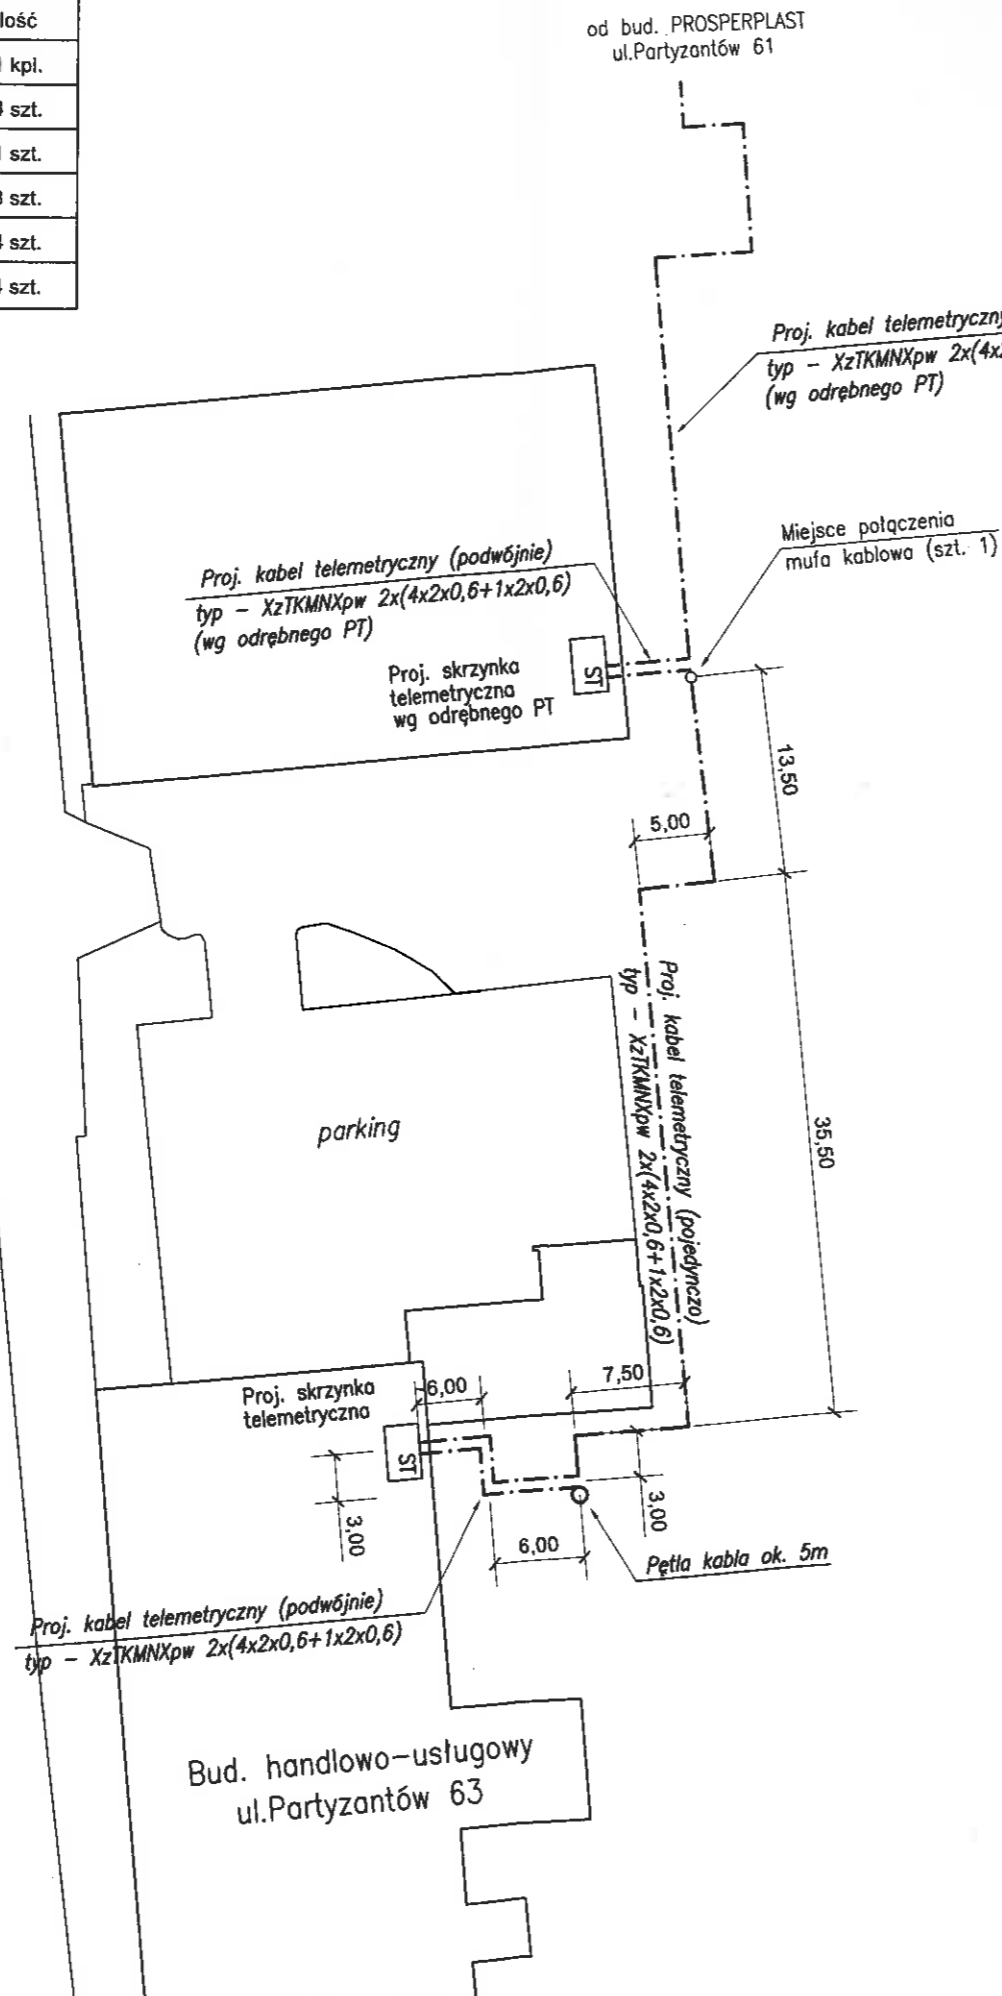 lość
kpl.
szt.
szt.
szt.
szt.
szt.
od bud. PROSPERPLAST
ul.Partyzantów 61
Proj. kabel telemetryczny
typ - XzTKMNXpw 2x(4x2
(wg odrębnego PT)
Miejsce połączenia
mufa kablowa (szt. 1)
Proj. kabel telemetryczny (podwójnie)
typ - XzTKMNXpw 2x(4x2x0,6+1x2x0,6)
(wg odrębnego PT)
Proj. skrzynka
telemetryczna
wg odrębnego PT
ST
13,50
5,00
Proj. kabel telemetryczny (pojedynczo)
typ - XzTKMNXpw 2x(4x2x0,6+1x2x0,6)
parking
35,50
Proj. skrzynka
telemetryczna
6,00
7,50
ST
3,00
3,00
6,00
Pętla kabla ok. 5m
Proj. kabel telemetryczny (podwójnie)
typ - XzTKMNXpw 2x(4x2x0,6+1x2x0,6)
Bud. handlowo-usługowy
ul.Partyzantów 63